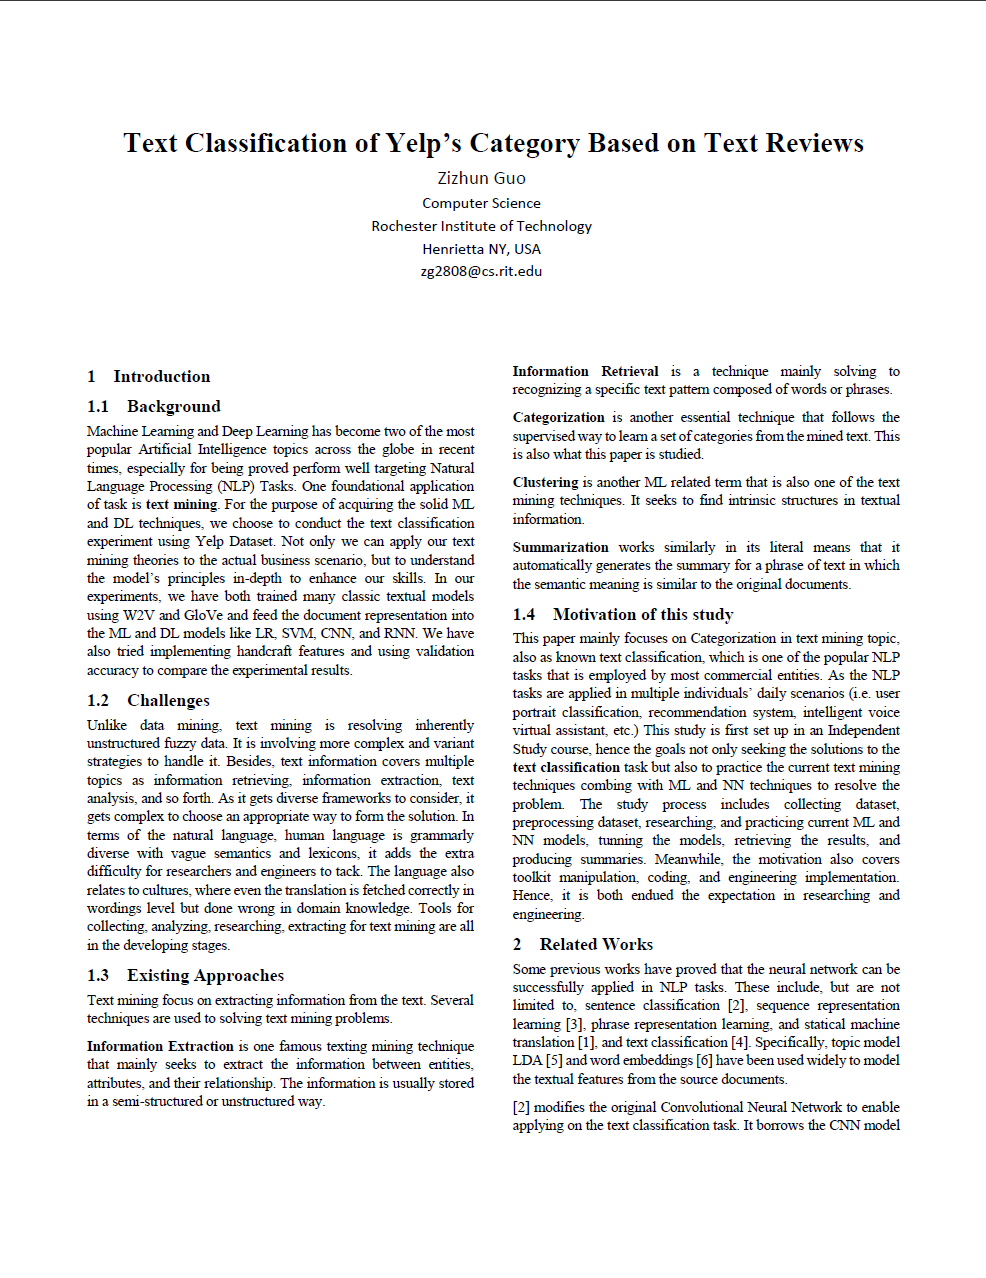 Text Classification of Yelp’s Category Based on Text Reviews
Zizhun Guo
Computer Science
Rochester Institute of Technology
Henrietta NY, USA
zg2808@cs.rit.edu
1 Introduction
1.1 Background
Machine Learning and Deep Learning has become two of the most
popular Artificial Intelligence topics across the globe in recent
times, especially for being proved perform well targeting Natural
Language Processing (NLP) Tasks. One foundational application
of task is text mining. For the purpose of acquiring the solid ML
and DL techniques, we choose to conduct the text classification
experiment using Yelp Dataset. Not only we can apply our text
mining theories to the actual business scenario, but to understand
the model’s principles in-depth to enhance our skills. In our
experiments, we have both trained many classic textual models
using W2V and GloVe and feed the document representation into
the ML and DL models like LR, SVM, CNN, and RNN. We have
also tried implementing handcraft features and using validation
accuracy to compare the experimental results.
1.2 Challenges
Unlike data mining, text mining is resolving inherently
unstructured fuzzy data. It is involving more complex and variant
strategies to handle it. Besides, text information covers multiple
topics as information retrieving, information extraction, text
analysis, and so forth. As it gets diverse frameworks to consider, it
gets complex to choose an appropriate way to form the solution. In
terms of the natural language, human language is grammarly
diverse with vague semantics and lexicons, it adds the extra
difficulty for researchers and engineers to tack. The language also
relates to cultures, where even the translation is fetched correctly in
wordings level but done wrong in domain knowledge. Tools for
collecting, analyzing, researching, extracting for text mining are all
in the developing stages.
1.3 Existing Approaches
Text mining focus on extracting information from the text. Several
techniques are used to solving text mining problems.
Information Extraction is one famous texting mining technique
that mainly seeks to extract the information between entities,
attributes, and their relationship. The information is usually stored
in a semi-structured or unstructured way.
Information Retrieval is a technique mainly solving to
recognizing a specific text pattern composed of words or phrases.
Categorization is another essential technique that follows the
supervised way to learn a set of categories from the mined text. This
is also what this paper is studied.
Clustering is another ML related term that is also one of the text
mining techniques. It seeks to find intrinsic structures in textual
information.
Summarization works similarly in its literal means that it
automatically generates the summary for a phrase of text in which
the semantic meaning is similar to the original documents.
1.4 Motivation of this study
This paper mainly focuses on Categorization in text mining topic,
also as known text classification, which is one of the popular NLP
tasks that is employed by most commercial entities. As the NLP
tasks are applied in multiple individuals’ daily scenarios (i.e. user
portrait classification, recommendation system, intelligent voice
virtual assistant, etc.) This study is first set up in an Independent
Study course, hence the goals not only seeking the solutions to the
text classification task but also to practice the current text mining
techniques combing with ML and NN techniques to resolve the
problem. The study process includes collecting dataset,
preprocessing dataset, researching, and practicing current ML and
NN models, tunning the models, retrieving the results, and
producing summaries. Meanwhile, the motivation also covers
toolkit manipulation, coding, and engineering implementation.
Hence, it is both endued the expectation in researching and
engineering.
2 Related Works
Some previous works have proved that the neural network can be
successfully applied in NLP tasks. These include, but are not
limited to, sentence classification [2], sequence representation
learning [3], phrase representation learning, and statical machine
translation [1], and text classification [4]. Specifically, topic model
LDA [5] and word embeddings [6] have been used widely to model
the textual features from the source documents.
[2] modifies the original Convolutional Neural Network to enable
applying on the text classification task. It borrows the CNN model